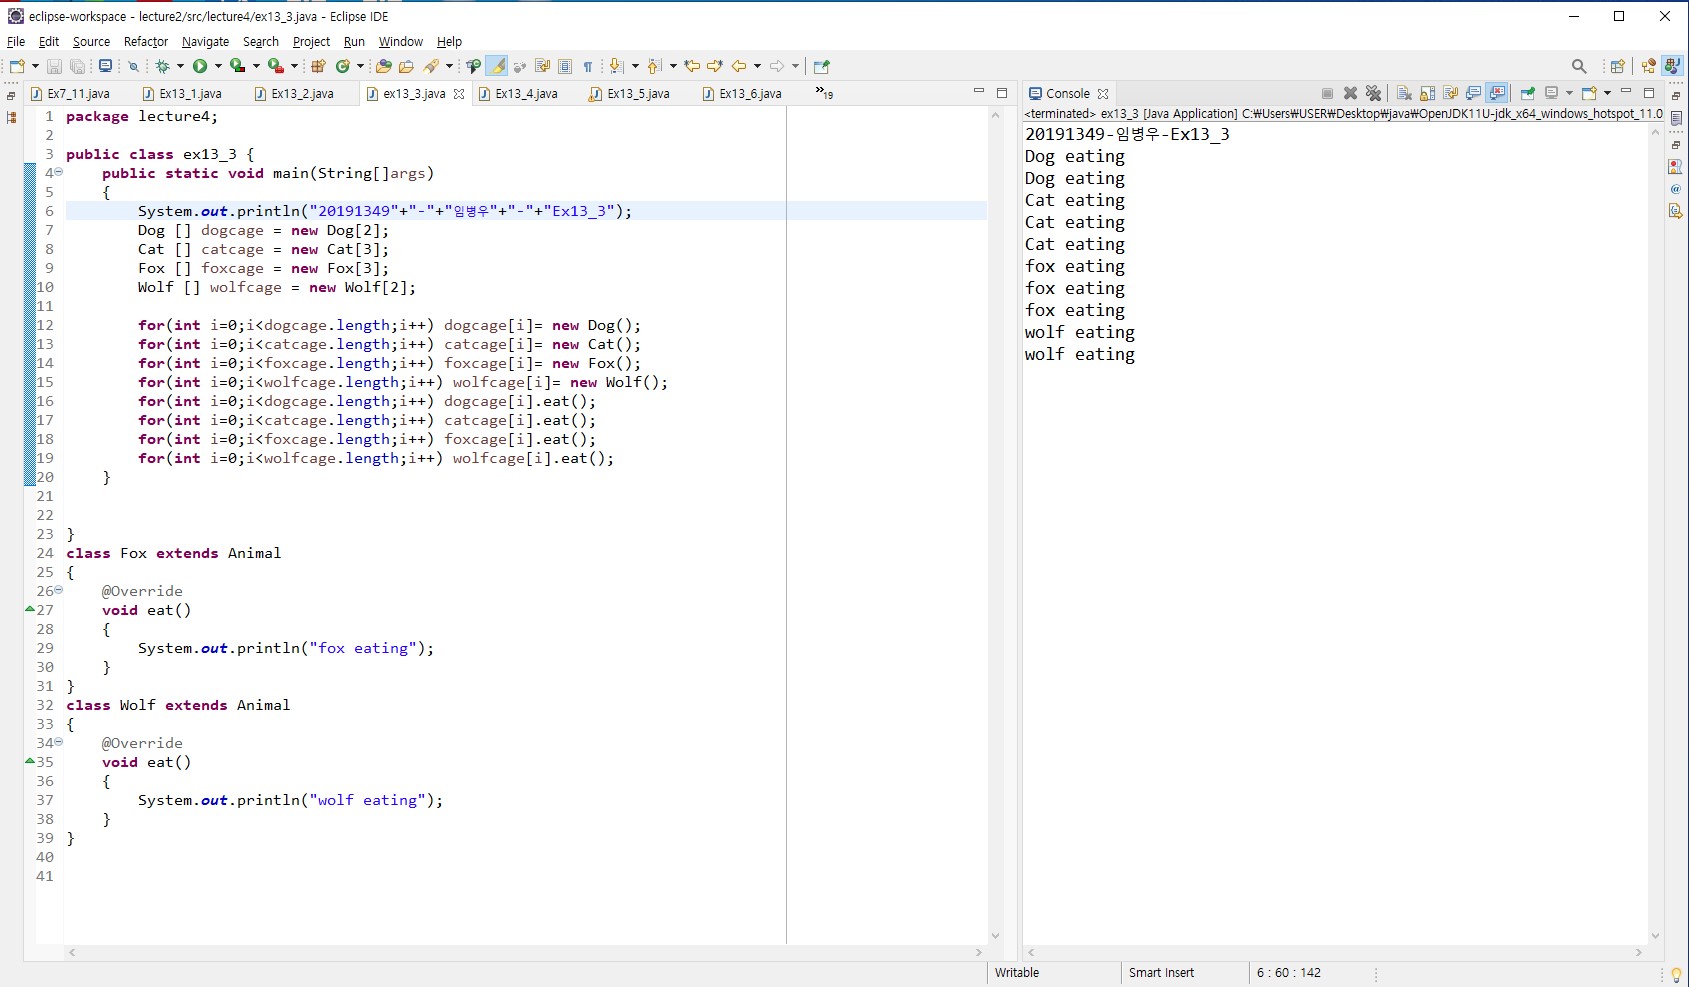 eclipse-workspace - lecture2/src/lecture4/ex13_3.java - Eclipse IDE
File Edit Source Refactor Navigate Search Project Run Window Help
Ex7_11.java Ex13_1.java Ex13_2.java ex13_3.java Ex13_4.java Ex13_5.java Ex13_6.java »19
1 package lecture4;
2
3 public class ex13_3 {
4 public static void main(String[]args)
5 {
6 System.out.println("20191349"+"-"+"임병우"+"-"+"Ex13_3");
7 Dog [] dogcage = new Dog[2];
8 Cat [] catcage = new Cat[3];
9 Fox [] foxcage = new Fox[3];
10 Wolf [] wolfcage = new Wolf[2];
11
12 for(int i=0;i<dogcage.length;i++) dogcage[i]= new Dog();
13 for(int i=0;i<catcage.length;i++) catcage[i]= new Cat();
14 for(int i=0;i<foxcage.length;i++) foxcage[i]= new Fox();
15 for(int i=0;i<wolfcage.length;i++) wolfcage[i]= new Wolf();
16 for(int i=0;i<dogcage.length;i++) dogcage[i].eat();
17 for(int i=0;i<catcage.length;i++) catcage[i].eat();
18 for(int i=0;i<foxcage.length;i++) foxcage[i].eat();
19 for(int i=0;i<wolfcage.length;i++) wolfcage[i].eat();
20 }
21
22
23 }
24 class Fox extends Animal
25 {
26 @Override
27 void eat()
28 {
29 System.out.println("fox eating");
30 }
31 }
32 class Wolf extends Animal
33 {
34 @Override
35 void eat()
36 {
37 System.out.println("wolf eating");
38 }
39 }
40
41
Console
<terminated> ex13_3 [Java Application] C:₩Users₩USER₩Desktop₩java₩OpenJDK11U-jdk_x64_windows_hotspot_11.0
20191349-임병우-Ex13_3
Dog eating
Dog eating
Cat eating
Cat eating
Cat eating
fox eating
fox eating
fox eating
wolf eating
wolf eating
Writable Smart Insert 6 : 60 : 142